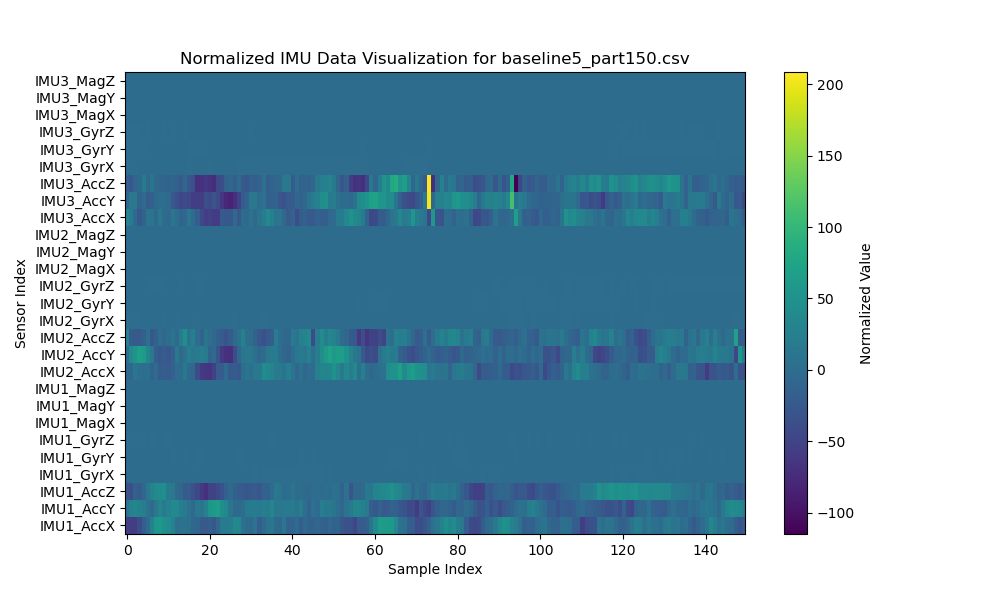 Normalized IMU Data Visualization for baseline5_part150.csv
IMU3_MagZ
IMU3_MagY
IMU3_MagX
IMU3_GyrZ
IMU3_GyrY
IMU3_GyrX
IMU3_AccZ
IMU3_AccY
IMU3_AccX
IMU2_MagZ
IMU2_MagY
IMU2_MagX
IMU2_GyrZ
IMU2_GyrY
IMU2_GyrX
IMU2_AccZ
IMU2_AccY
IMU2_AccX
IMU1_MagZ
IMU1_MagY
IMU1_MagX
IMU1_GyrZ
IMU1_GyrY
IMU1_GyrX
IMU1_AccZ
IMU1_AccY
IMU1_AccX
Sensor Index
0 20 40 60 80 100 120 140
Sample Index
200
150
100
50
0
−50
−100
Normalized Value